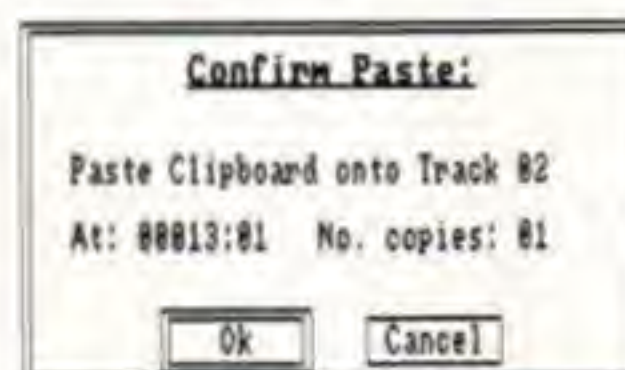 Confirm Paste:
Paste Clipboard onto Track 02
At: 00013:01 No. copies: 01
Ok Cancel